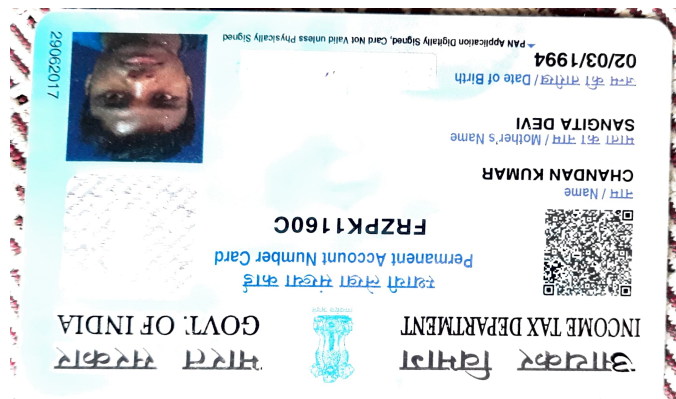 आयकर विभाग
INCOME TAX DEPARTMENT
भारत सरकार
GOVT. OF INDIA
स्थायी लेखा संख्या कार्ड
Permanent Account Number Card
FRZPK1160C
नाम / Name
CHANDAN KUMAR
माता का नाम / Mother's Name
SANGITA DEVI
जन्म की तारीख / Date of Birth
02/03/1994
PAN Application Digitally Signed, Card Not Valid unless Physically Signed
29062017